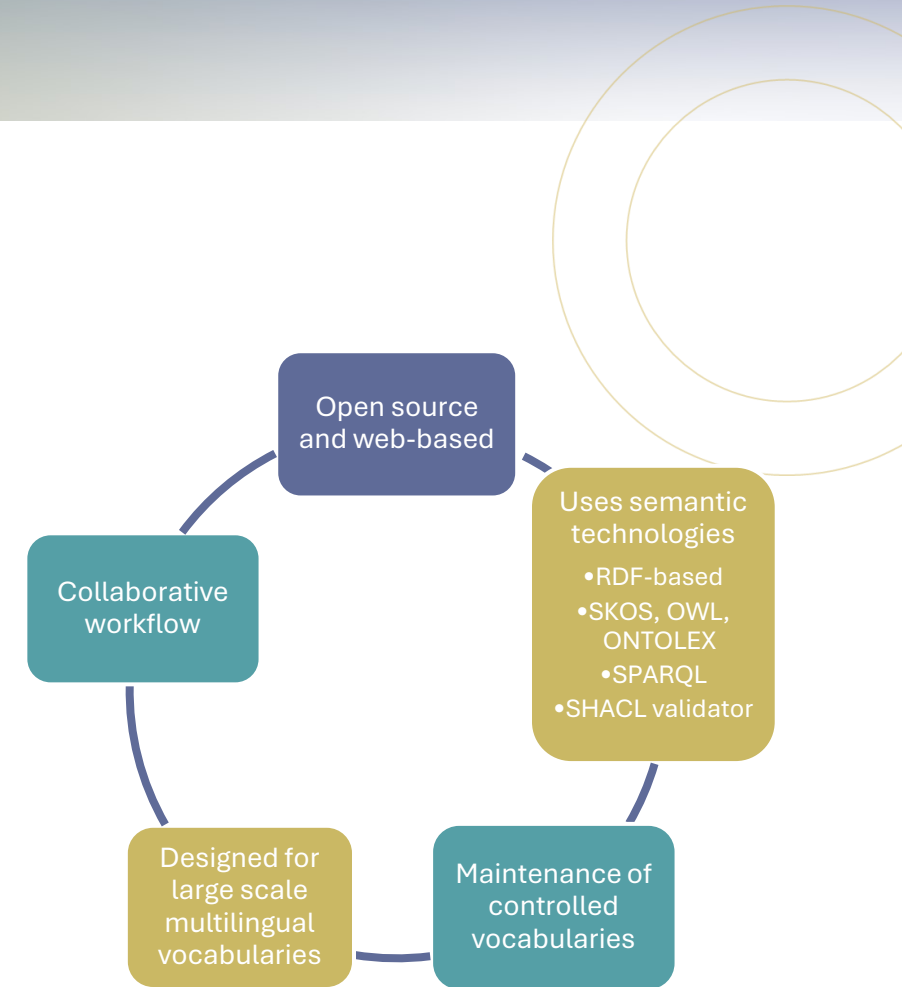 Open source
and web-based
Uses semantic
technologies
•RDF-based
•SKOS, OWL,
ONTOLEX
•SPARQL
•SHACL validator
Maintenance of
controlled
vocabularies
Designed for
large scale
multilingual
vocabularies
Collaborative
workflow